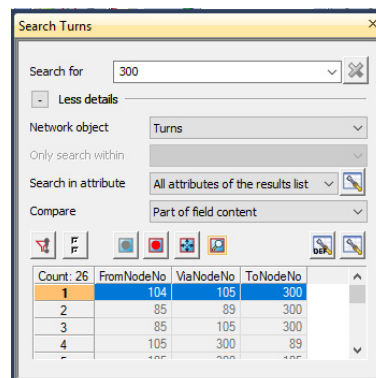 Search Turns
Search for 300
- Less details
Network object Turns
Only search within
Search in attribute All attributes of the results list
Compare Part of field content
DEF
Count: 26 FromNodeNo ViaNodeNo ToNodeNo
1 104 105 300
2 85 89 300
3 85 105 300
4 105 300 89